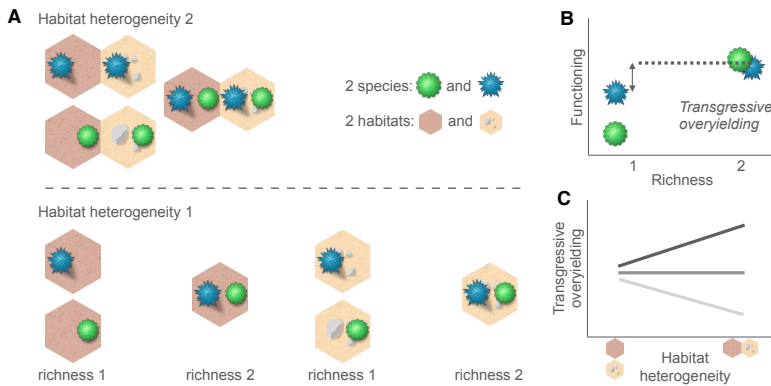 A
Habitat heterogeneity 2
2 species: and
2 habitats: and
Habitat heterogeneity 1
richness 1
richness 2
richness 1
richness 2
B
Functioning
Transgressive
overyielding
1
2
Richness
C
Transgressive
overyielding
Habitat
heterogeneity